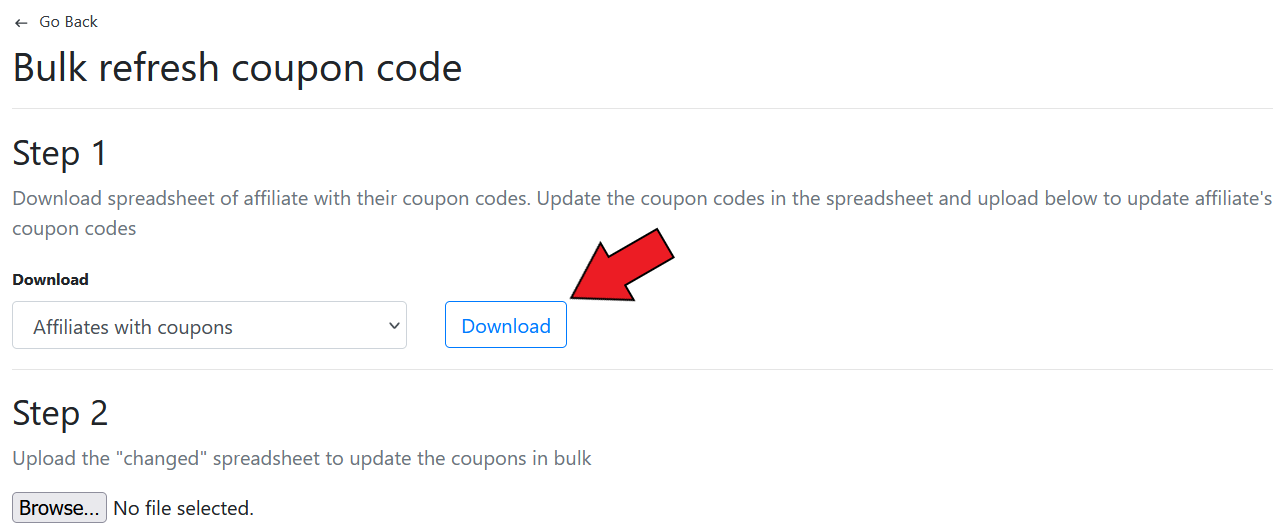 ← Go Back
Bulk refresh coupon code
Step 1
Download spreadsheet of affiliate with their coupon codes. Update the coupon codes in the spreadsheet and upload below to update affiliate's
coupon codes
Download
Affiliates with coupons
Download
Step 2
Upload the "changed" spreadsheet to update the coupons in bulk
Browse... No file selected.